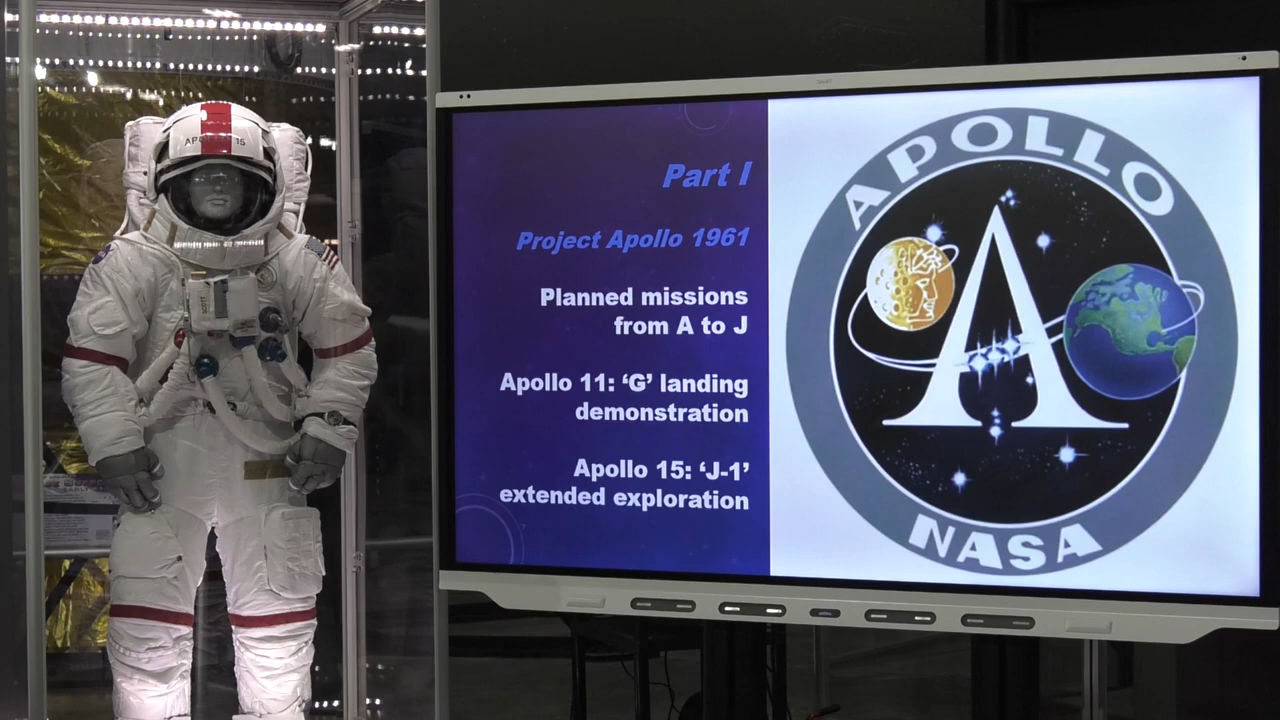 APOLLO 15
SCOTT
Part I
Project Apollo 1961
Planned missions
from A to J
Apollo 11: ‘G’ landing
demonstration
Apollo 15: ‘J-1’
extended exploration
APOLLO
A
NASA